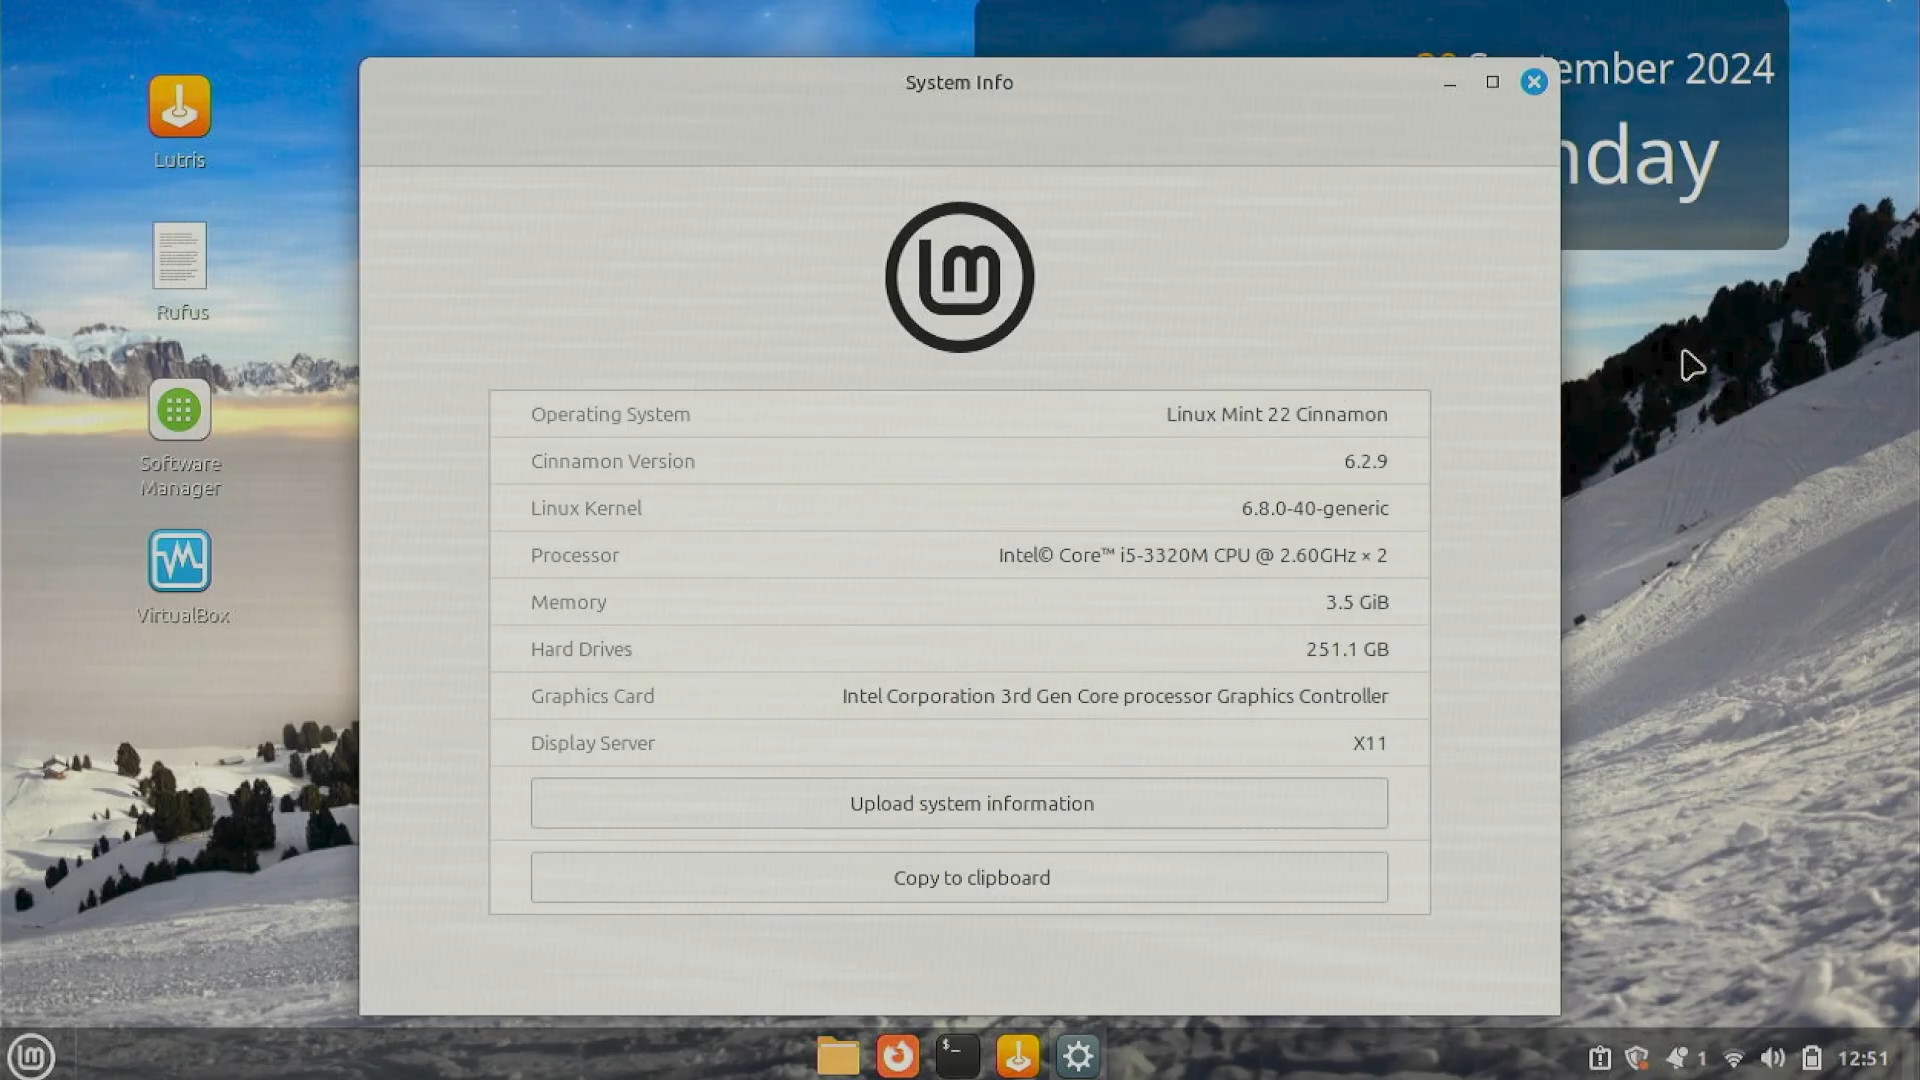 System Info
ember 2024
nday
Lutris
Rufus
Software
Manager
VirtualBox
lm
Operating System Linux Mint 22 Cinnamon
Cinnamon Version 6.2.9
Linux Kernel 6.8.0-40-generic
Processor Intel© Core™ i5-3320M CPU @ 2.60GHz × 2
Memory 3.5 GiB
Hard Drives 251.1 GB
Graphics Card Intel Corporation 3rd Gen Core processor Graphics Controller
Display Server X11
Upload system information
Copy to clipboard
lm
$_
1
12:51